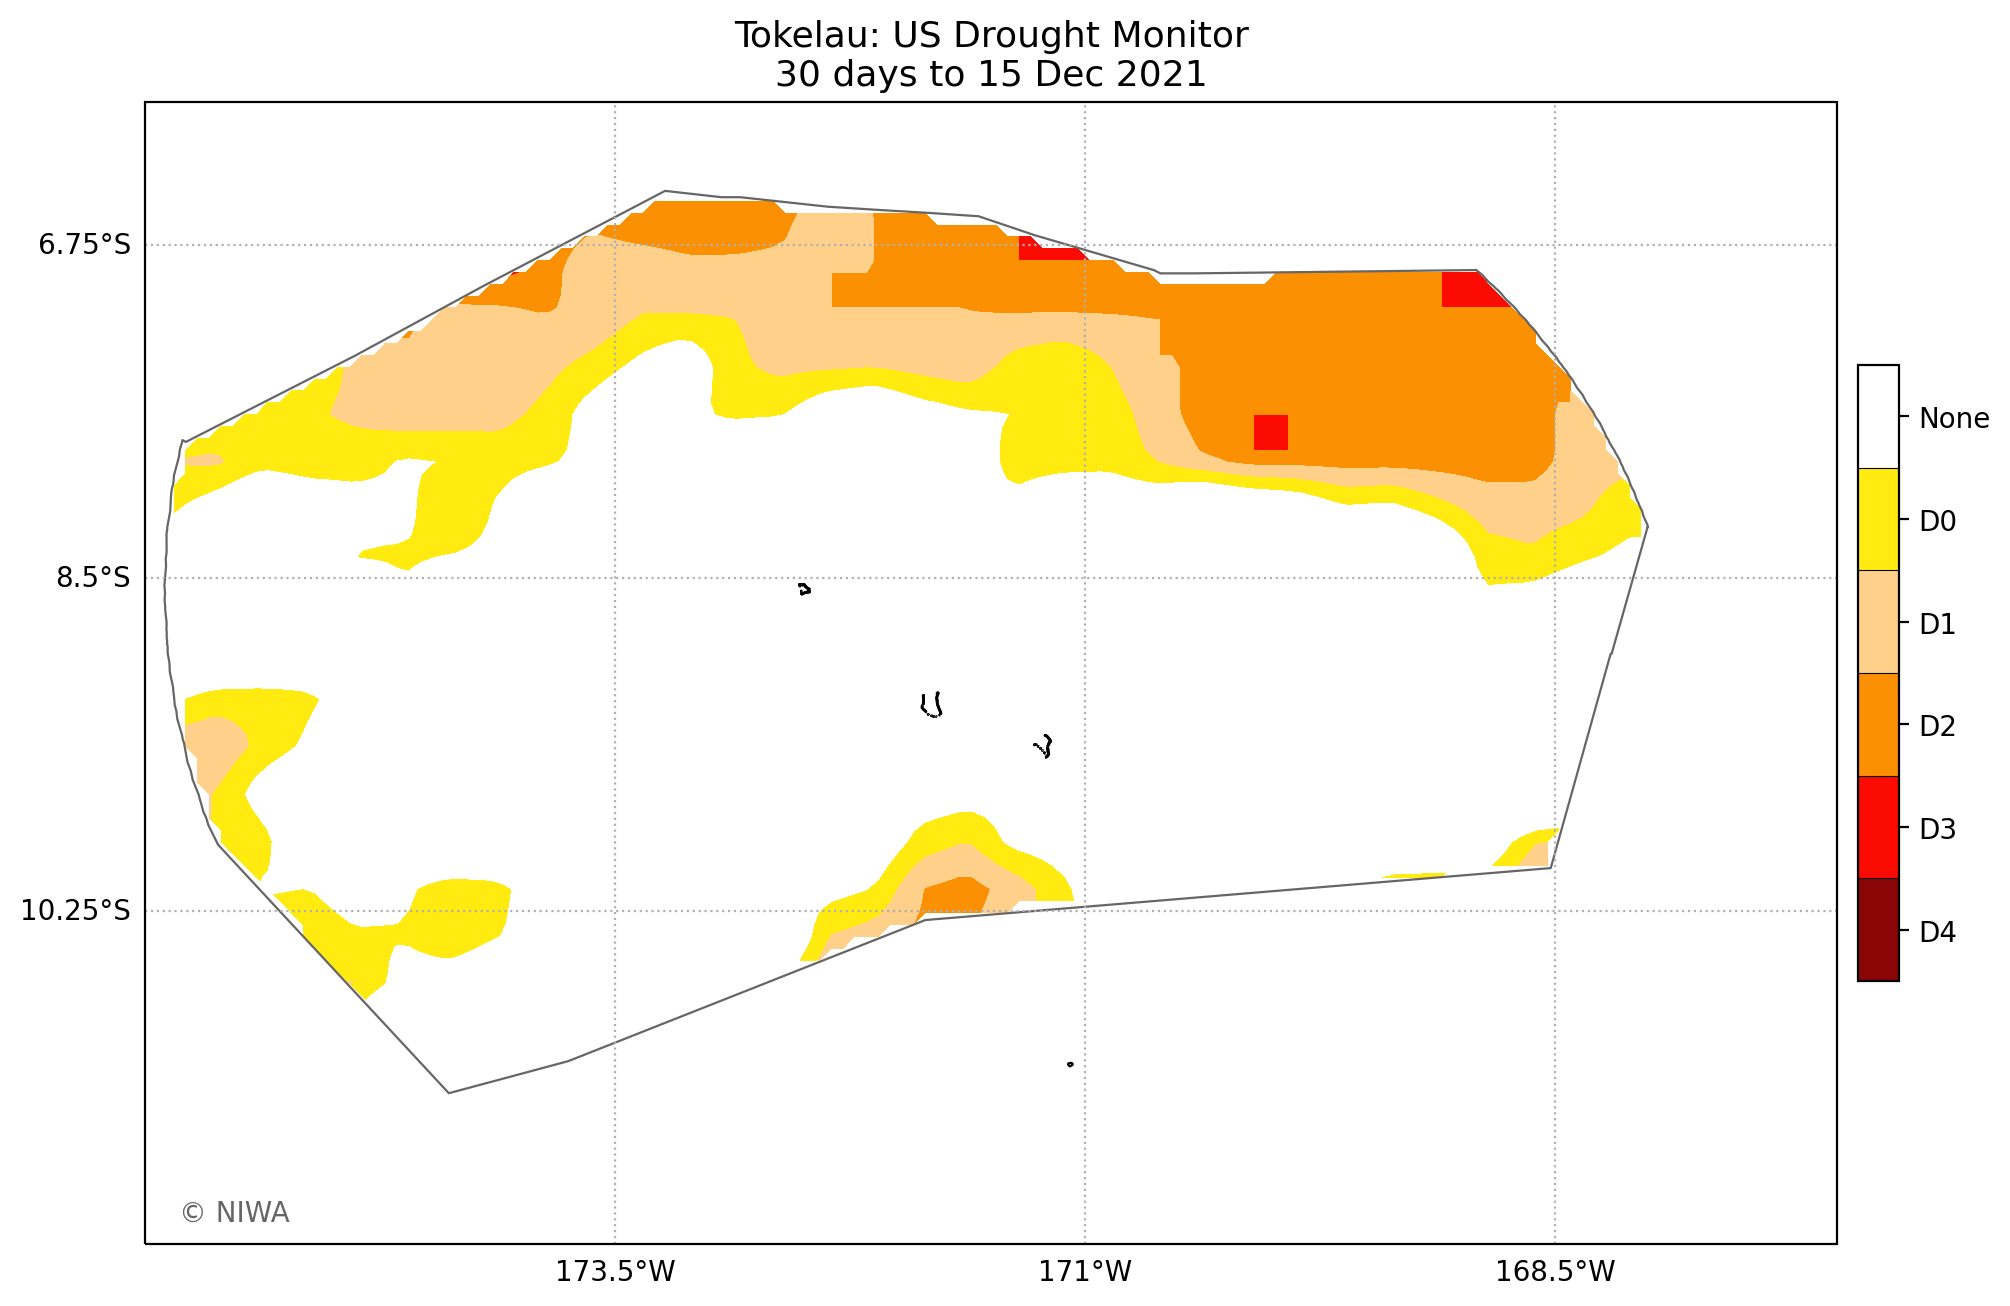 Tokelau: US Drought Monitor
30 days to 15 Dec 2021
6.75°S
8.5°S
10.25°S
173.5°W
171°W
168.5°W
None
D0
D1
D2
D3
D4
© NIWA